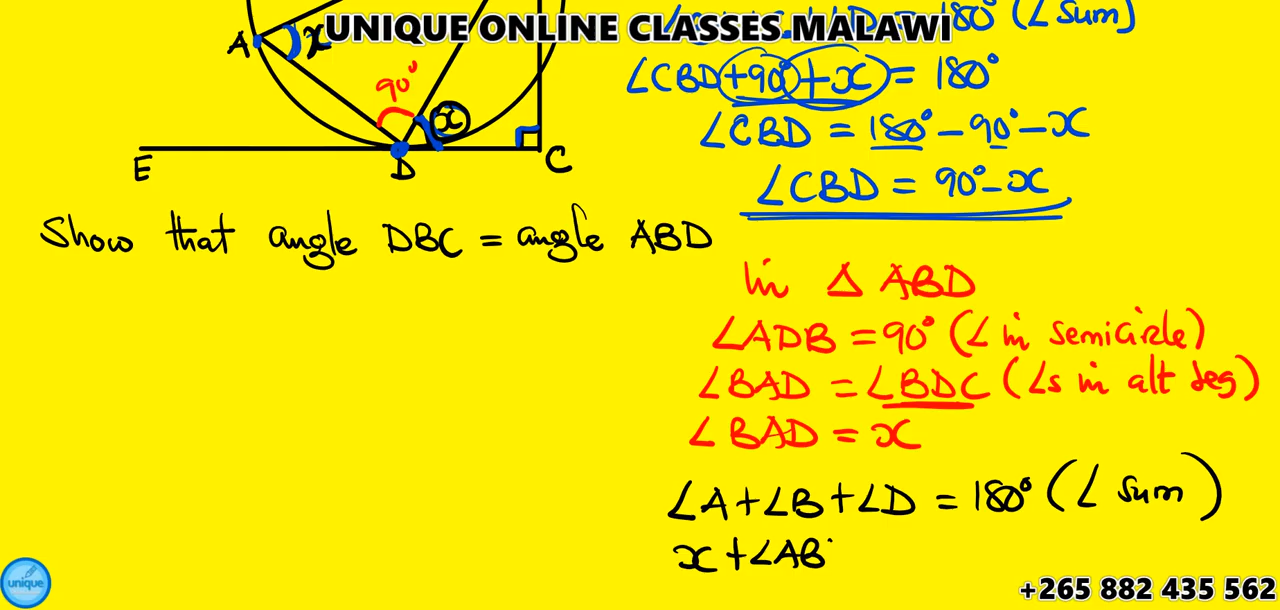 UNIQUE ONLINE CLASSES MALAWI
180° (∠ sum)
A
x
90°
x
E
D
C
∠CBD+90°+x = 180°
∠CBD = 180°-90°-x
∠CBD = 90°-x
Show that angle DBC = angle ABD
In Δ ABD
∠ADB = 90° (∠ in semicircle)
∠BAD = ∠BDC (∠s in alt seg)
∠BAD = x
∠A+∠B+∠D = 180° (∠ sum)
x+∠AB
unique
+265 882 435 562